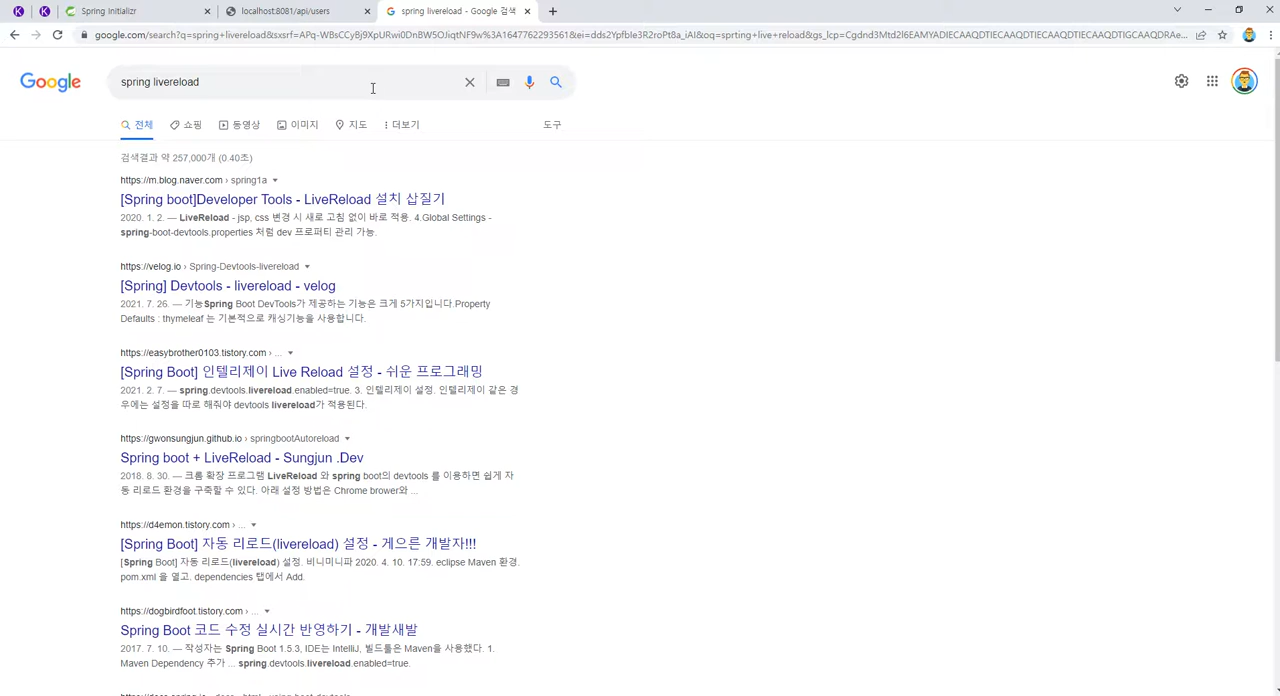 Spring Initializr
localhost:8081/api/users
spring livereload - Google 검색
google.com/search?q=spring+livereload&sxsrf=APq-WBsCCyBj9XpURwi0DnBW5OJiqtNF9w%3A1647762293561&ei=dds2Ypfble3R2roPt8a_iAI&oq=sprting+live+reload&gs_lcp=Cgdnd3Mtd2l6EAMYADIECAAQDTIECAAQDTIECAAQDTIECAAQDTIGCAAQDRAe...
Google
spring livereload
전체
쇼핑
동영상
이미지
지도
더보기
도구
검색결과 약 257,000개 (0.40초)
https://m.blog.naver.com › spring1a
[Spring boot]Developer Tools - LiveReload 설치 삽질기
2020. 1. 2. — LiveReload - jsp, css 변경 시 새로 고침 없이 바로 적용. 4.Global Settings -
spring-boot-devtools.properties 처럼 dev 프로퍼티 관리 가능.
https://velog.io › Spring-Devtools-livereload
[Spring] Devtools - livereload - velog
2021. 7. 26. — 기능Spring Boot DevTools가 제공하는 기능은 크게 5가지입니다.Property
Defaults : thymeleaf 는 기본적으로 캐싱기능을 사용합니다.
https://easybrother0103.tistory.com › ...
[Spring Boot] 인텔리제이 Live Reload 설정 - 쉬운 프로그래밍
2021. 2. 7. — spring.devtools.livereload.enabled=true. 3. 인텔리제이 설정. 인텔리제이 같은 경
우에는 설정을 따로 해줘야 devtools livereload가 적용된다.
https://gwonsungjun.github.io › springbootAutoreload
Spring boot + LiveReload - Sungjun .Dev
2018. 8. 30. — 크롬 확장 프로그램 LiveReload 와 spring boot의 devtools 를 이용하면 쉽게 자
동 리로드 환경을 구축할 수 있다. 아래 설정 방법은 Chrome brower와 ...
https://d4emon.tistory.com › ...
[Spring Boot] 자동 리로드(livereload) 설정 - 게으른 개발자!!!
[Spring Boot] 자동 리로드(livereload) 설정. 비니미니파 2020. 4. 10. 17:59. eclipse Maven 환경.
pom.xml 을 열고. dependencies 탭에서 Add.
https://dogbirdfoot.tistory.com › ...
Spring Boot 코드 수정 실시간 반영하기 - 개발새발
2017. 7. 10. — 작성자는 Spring Boot 1.5.3, IDE는 IntelliJ, 빌드툴은 Maven을 사용했다. 1.
Maven Dependency 추가 ... spring.devtools.livereload.enabled=true.